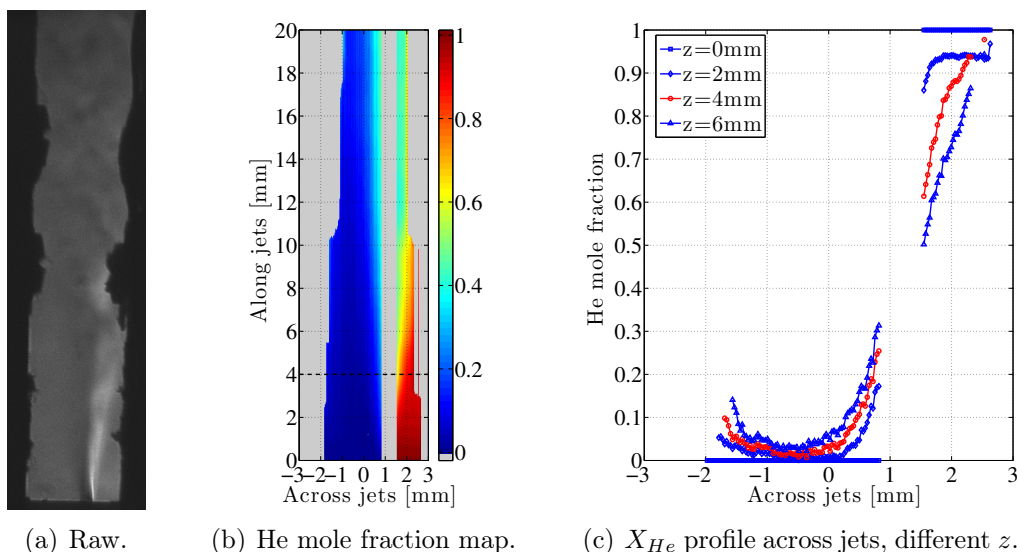 20
18
16
14
12
10
8
6
4
2
0
Along jets [mm]
−3 −2 −1 0 1 2 3
Across jets [mm]
1
0.8
0.6
0.4
0.2
0
1
0.9
0.8
0.7
0.6
0.5
0.4
0.3
0.2
0.1
0
He mole fraction
z=0mm
z=2mm
z=4mm
z=6mm
−3 −2 −1 0 1 2 3
Across jets [mm]
(a) Raw.
(b) He mole fraction map.
(c) X_He profile across jets, different z.